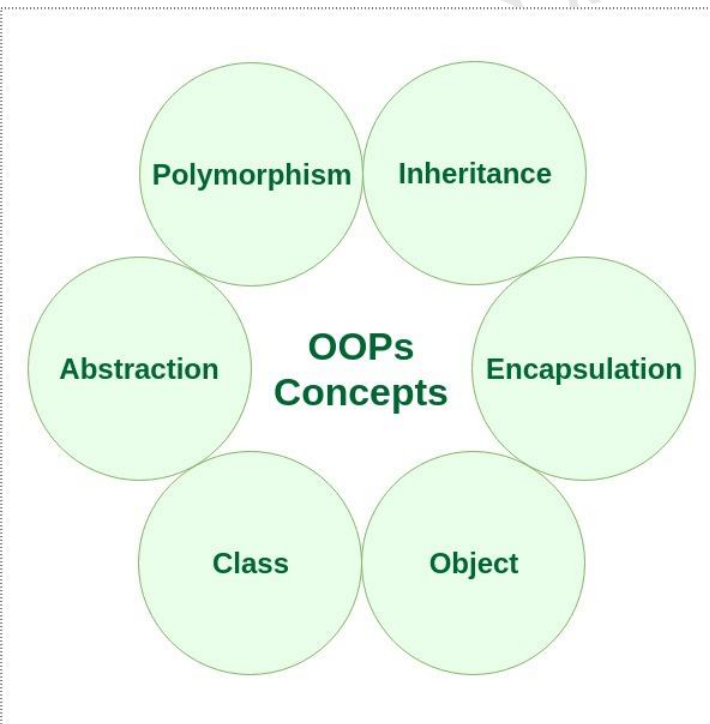 Polymorphism
Inheritance
Abstraction
OOPs
Concepts
Encapsulation
Class
Object